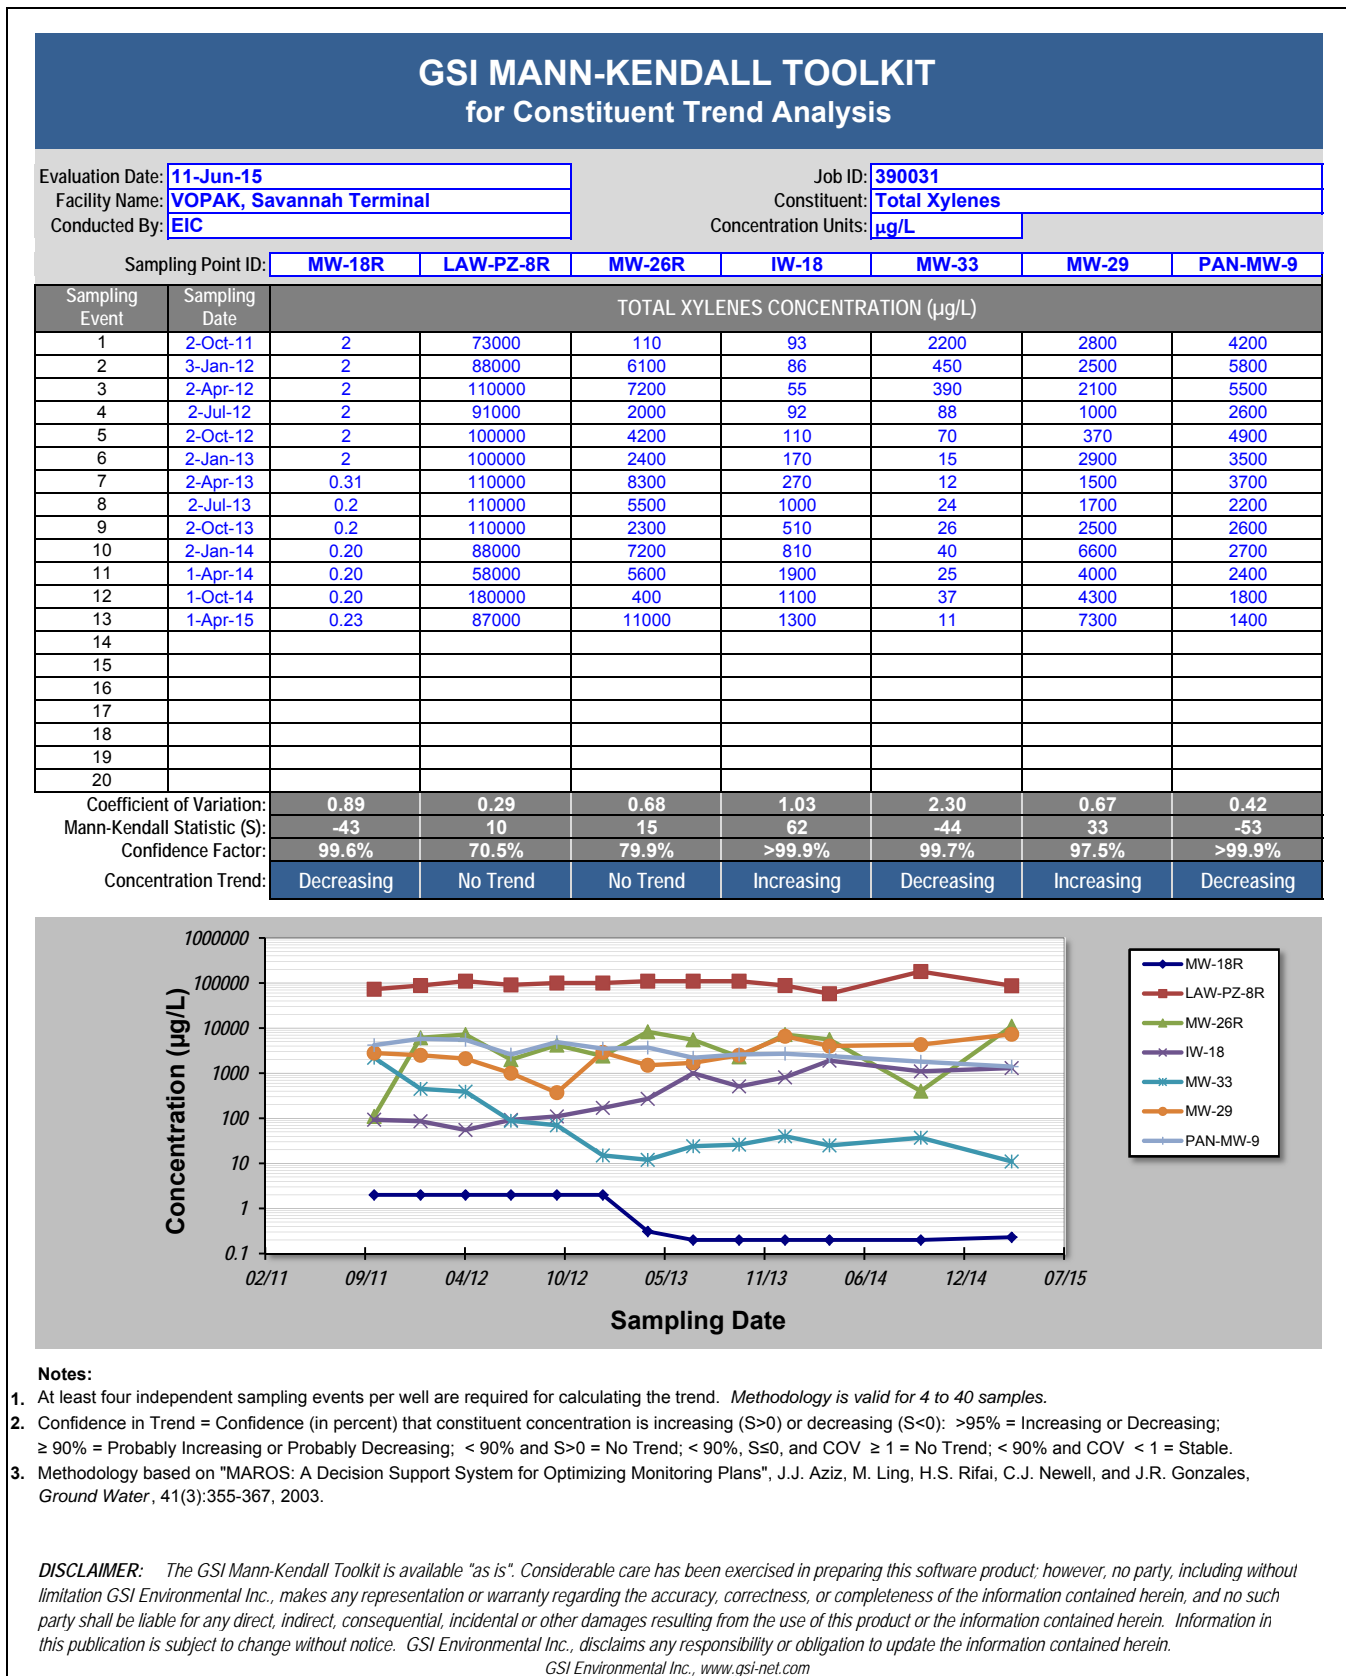 GSI MANN-KENDALL TOOLKIT
for Constituent Trend Analysis
Evaluation Date: 11-Jun-15 Job ID: 390031
Facility Name: VOPAK, Savannah Terminal Constituent: Total Xylenes
Conducted By: EIC Concentration Units: µg/L
Sampling Point ID: MW-18R LAW-PZ-8R MW-26R IW-18 MW-33 MW-29 PAN-MW-9
Sampling Event Sampling Date TOTAL XYLENES CONCENTRATION (µg/L)
1 2-Oct-11 2 73000 110 93 2200 2800 4200
2 3-Jan-12 2 88000 6100 86 450 2500 5800
3 2-Apr-12 2 110000 7200 55 390 2100 5500
4 2-Jul-12 2 91000 2000 92 88 1000 2600
5 2-Oct-12 2 100000 4200 110 70 370 4900
6 2-Jan-13 2 100000 2400 170 15 2900 3500
7 2-Apr-13 0.31 110000 8300 270 12 1500 3700
8 2-Jul-13 0.2 110000 5500 1000 24 1700 2200
9 2-Oct-13 0.2 110000 2300 510 26 2500 2600
10 2-Jan-14 0.20 88000 7200 810 40 6600 2700
11 1-Apr-14 0.20 58000 5600 1900 25 4000 2400
12 1-Oct-14 0.20 180000 400 1100 37 4300 1800
13 1-Apr-15 0.23 87000 11000 1300 11 7300 1400
14
15
16
17
18
19
20
Coefficient of Variation: 0.89 0.29 0.68 1.03 2.30 0.67 0.42
Mann-Kendall Statistic (S): -43 10 15 62 -44 33 -53
Confidence Factor: 99.6% 70.5% 79.9% >99.9% 99.7% 97.5% >99.9%
Concentration Trend: Decreasing No Trend No Trend Increasing Decreasing Increasing Decreasing
Concentration (µg/L)
1000000
100000
10000
1000
100
10
1
0.1
02/11 09/11 04/12 10/12 05/13 11/13 06/14 12/14 07/15
Sampling Date
MW-18R
LAW-PZ-8R
MW-26R
IW-18
MW-33
MW-29
PAN-MW-9
Notes:
1. At least four independent sampling events per well are required for calculating the trend. Methodology is valid for 4 to 40 samples.
2. Confidence in Trend = Confidence (in percent) that constituent concentration is increasing (S>0) or decreasing (S<0): >95% = Increasing or Decreasing;
≥ 90% = Probably Increasing or Probably Decreasing; < 90% and S>0 = No Trend; < 90%, S≤0, and COV ≥ 1 = No Trend; < 90% and COV < 1 = Stable.
3. Methodology based on "MAROS: A Decision Support System for Optimizing Monitoring Plans", J.J. Aziz, M. Ling, H.S. Rifai, C.J. Newell, and J.R. Gonzales,
Ground Water, 41(3):355-367, 2003.
DISCLAIMER: The GSI Mann-Kendall Toolkit is available "as is". Considerable care has been exercised in preparing this software product; however, no party, including without
limitation GSI Environmental Inc., makes any representation or warranty regarding the accuracy, correctness, or completeness of the information contained herein, and no such
party shall be liable for any direct, indirect, consequential, incidental or other damages resulting from the use of this product or the information contained herein. Information in
this publication is subject to change without notice. GSI Environmental Inc., disclaims any responsibility or obligation to update the information contained herein.
GSI Environmental Inc., www.gsi-net.com